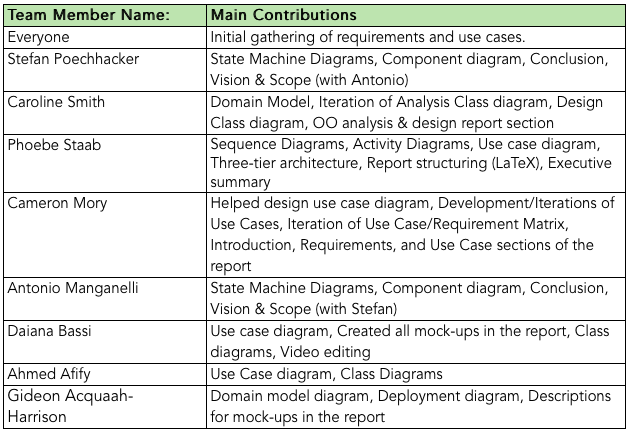 Team Member Name: Main Contributions
Everyone Initial gathering of requirements and use cases.
Stefan Poechhacker State Machine Diagrams, Component diagram, Conclusion,
Vision & Scope (with Antonio)
Caroline Smith Domain Model, Iteration of Analysis Class diagram, Design
Class diagram, OO analysis & design report section
Phoebe Staab Sequence Diagrams, Activity Diagrams, Use case diagram,
Three-tier architecture, Report structuring (LaTeX), Executive
summary
Cameron Mory Helped design use case diagram, Development/Iterations of
Use Cases, Iteration of Use Case/Requirement Matrix,
Introduction, Requirements, and Use Case sections of the
report
Antonio Manganelli State Machine Diagrams, Component diagram, Conclusion,
Vision & Scope (with Stefan)
Daiana Bassi Use case diagram, Created all mock-ups in the report, Class
diagrams, Video editing
Ahmed Afify Use Case diagram, Class Diagrams
Gideon Acquaah- Domain model diagram, Deployment diagram, Descriptions
Harrison for mock-ups in the report